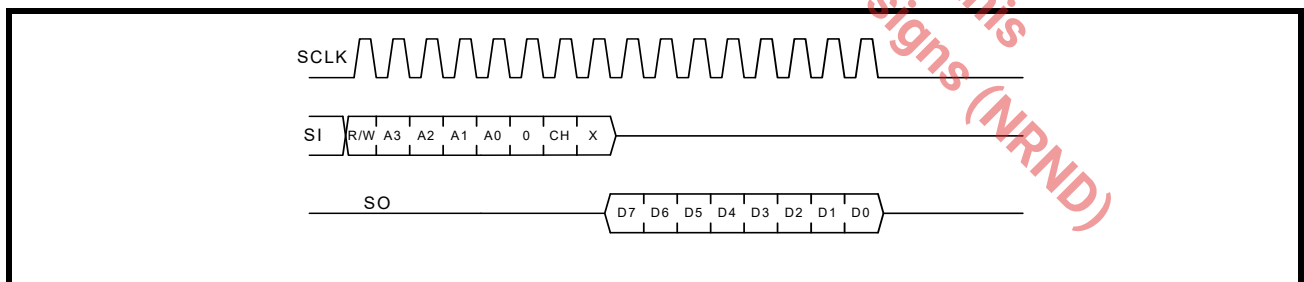 this
signs (NRND)
SCLK
SI R/W A3 A2 A1 A0 0 CH X
SO
D7 D6 D5 D4 D3 D2 D1 D0